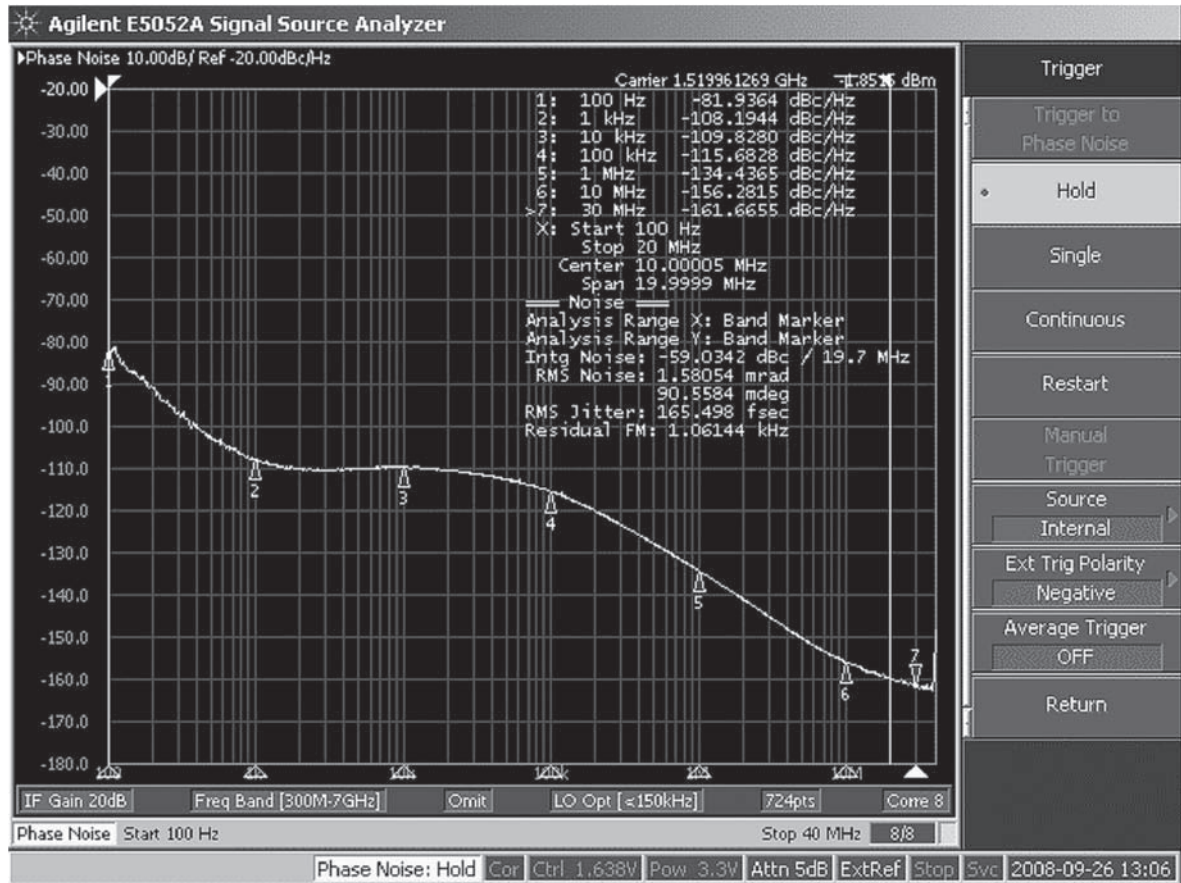 Agilent E5052A Signal Source Analyzer
Phase Noise 10.00dB/ Ref -20.00dBc/Hz
Carrier 1.519961269 GHz dBm
1: 100 Hz -81.9364 dBc/Hz
2: 1 kHz -108.1944 dBc/Hz
3: 10 kHz -109.8280 dBc/Hz
4: 100 kHz -115.6828 dBc/Hz
5: 1 MHz -134.4365 dBc/Hz
6: 10 MHz -156.2815 dBc/Hz
>7: 30 MHz -161.6655 dBc/Hz
X: Start 100 Hz
Stop 20 MHz
Center 10.00005 MHz
Span 19.9999 MHz
=== Noise ===
Analysis Range X: Band Marker
Analysis Range Y: Band Marker
Intg Noise: -59.0342 dBc / 19.7 MHz
RMS Noise: 1.58054 mrad
90.5584 mdeg
RMS Jitter: 165.498 fsec
Residual FM: 1.06144 kHz
-20.00
-30.00
-40.00
-50.00
-60.00
-70.00
-80.00
-90.00
-100.0
-110.0
-120.0
-130.0
-140.0
-150.0
-160.0
-170.0
-180.0
1
2
3
4
5
6
7
10M
IF Gain 20dB
Freq Band [300M-7GHz]
Omit
LO Opt [≤150kHz]
724pts
Corre 8
Phase Noise Start 100 Hz
Stop 40 MHz 8/8
Phase Noise: Hold Cor Ctrl 1.638V Pow 3.3V Attn 5dB ExtRef Stop Svc 2008-09-26 13:06
Trigger
Trigger to
Phase Noise
Hold
Single
Continuous
Restart
Manual
Trigger
Source
Internal
Ext Trig Polarity
Negative
Average Trigger
OFF
Return